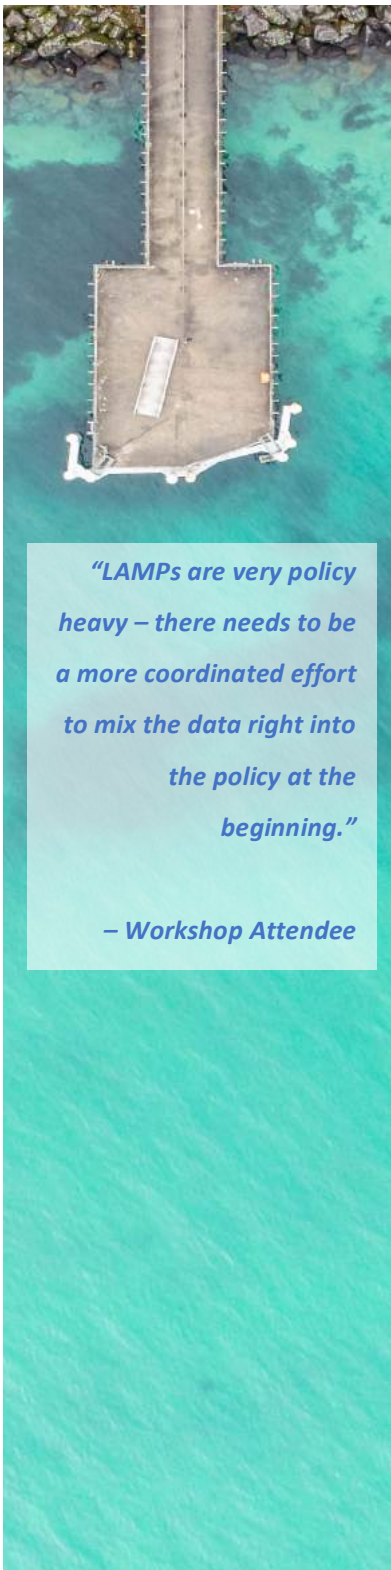 “LAMPs are very policy
heavy – there needs to be
a more coordinated effort
to mix the data right into
the policy at the
beginning.”
– Workshop Attendee